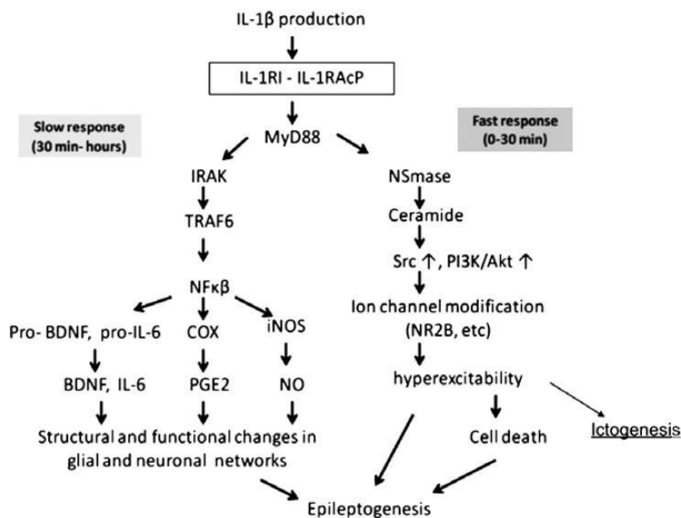 IL-1β production
IL-1RI - IL-1RAcP
Slow response
(30 min- hours)
MyD88
Fast response
(0-30 min)
IRAK
NSmase
TRAF6
Ceramide
Src ↑, PI3K/Akt ↑
NFκβ
Ion channel modification
(NR2B, etc)
Pro- BDNF, pro-IL-6
COX
iNOS
BDNF, IL-6
PGE2
NO
hyperexcitability
Structural and functional changes in
glial and neuronal networks
Cell death
Ictogenesis
Epileptogenesis